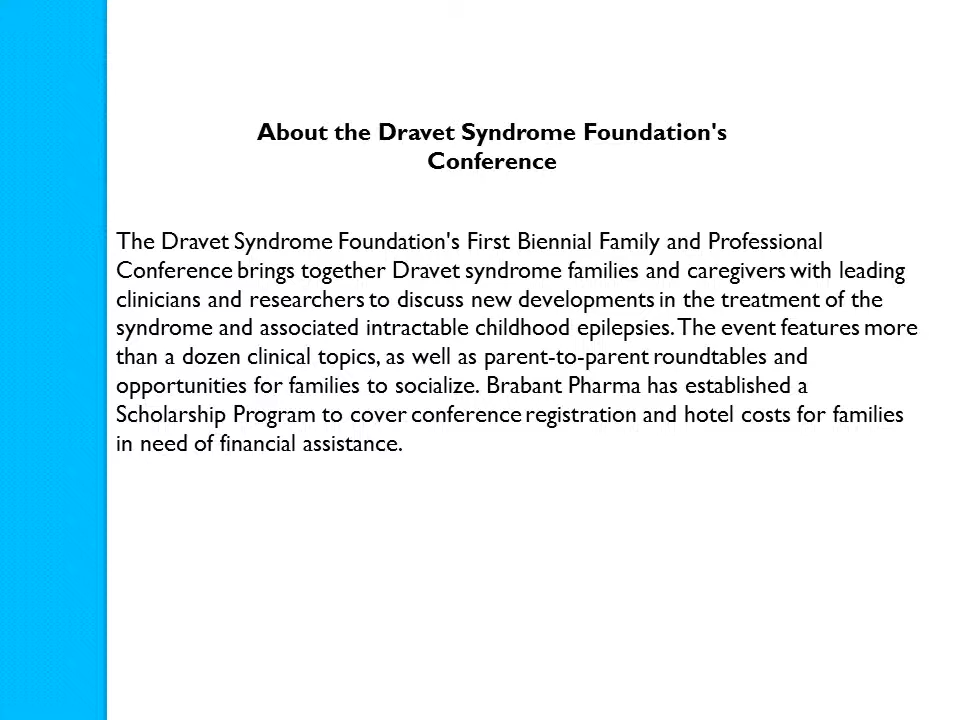 About the Dravet Syndrome Foundation's
Conference
The Dravet Syndrome Foundation's First Biennial Family and Professional
Conference brings together Dravet syndrome families and caregivers with leading
clinicians and researchers to discuss new developments in the treatment of the
syndrome and associated intractable childhood epilepsies. The event features more
than a dozen clinical topics, as well as parent-to-parent roundtables and
opportunities for families to socialize. Brabant Pharma has established a
Scholarship Program to cover conference registration and hotel costs for families
in need of financial assistance.